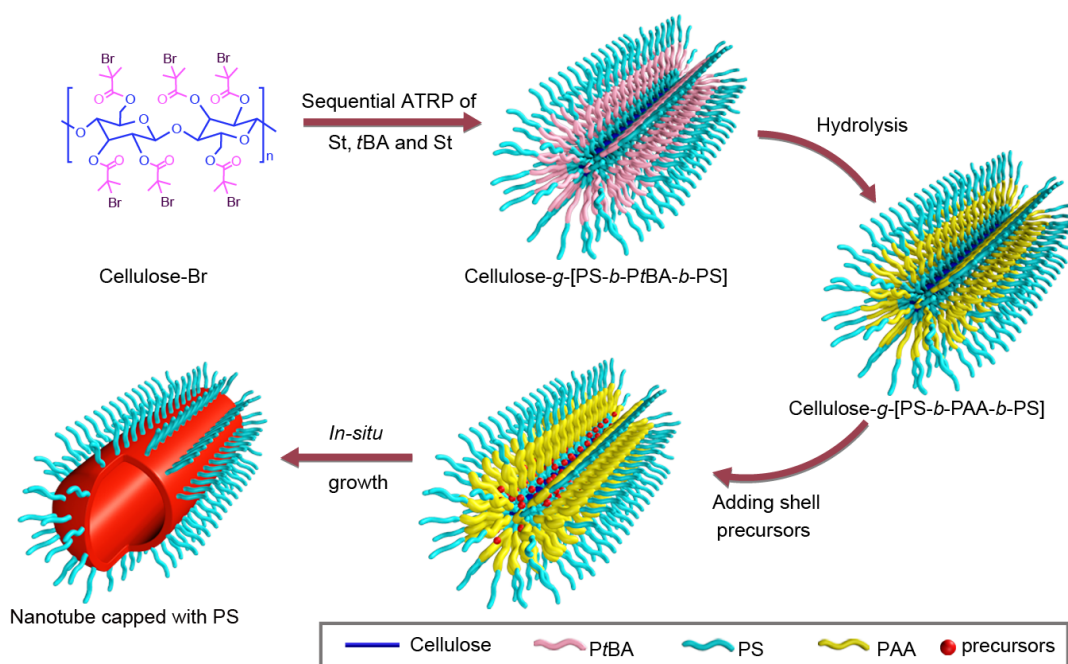 Br Br Br
O O O
O O O
O O O
O O
n
O O O
O O O
Br Br Br
Cellulose-Br
Sequential ATRP of
St, tBA and St
Cellulose-g-[PS-b-PtBA-b-PS]
Hydrolysis
Cellulose-g-[PS-b-PAA-b-PS]
Adding shell
precursors
In-situ
growth
Nanotube capped with PS
Cellulose PtBA PS PAA precursors